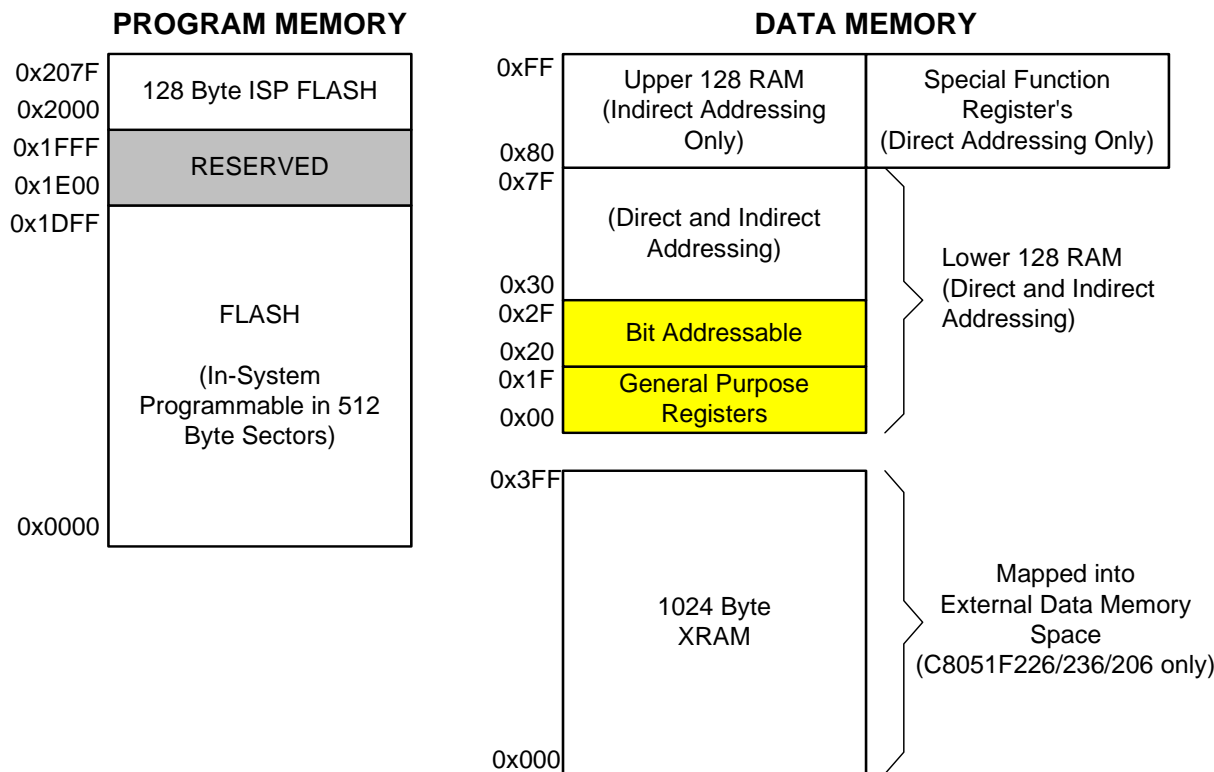 PROGRAM MEMORY
0x207F
0x2000
128 Byte ISP FLASH
0x1FFF
0x1E00
RESERVED
0x1DFF
FLASH
(In-System
Programmable in 512
Byte Sectors)
0x0000
DATA MEMORY
0xFF
Upper 128 RAM
(Indirect Addressing
Only)
0x80
Special Function
Register's
(Direct Addressing Only)
0x7F
(Direct and Indirect
Addressing)
0x30
0x2F
Bit Addressable
0x20
0x1F
General Purpose
Registers
0x00
Lower 128 RAM
(Direct and Indirect
Addressing)
0x3FF
1024 Byte
XRAM
0x000
Mapped into
External Data Memory
Space
(C8051F226/236/206 only)